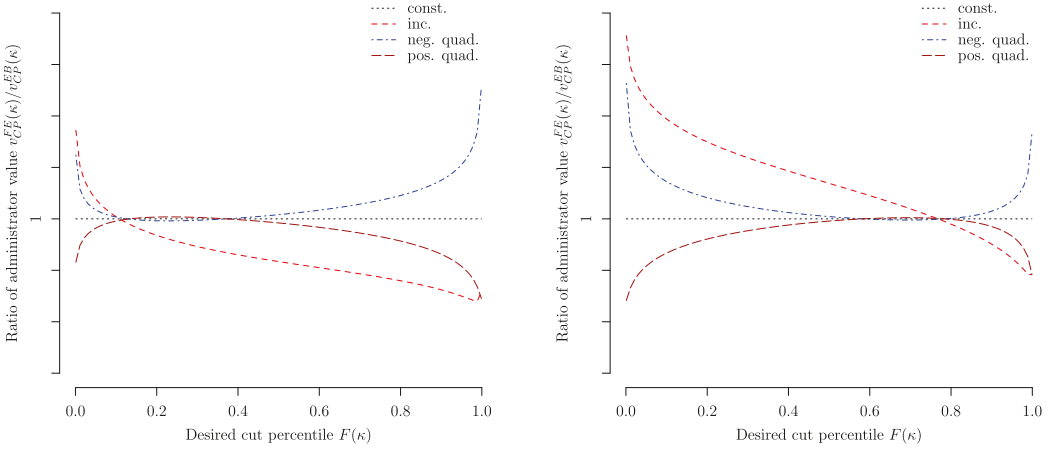 const.
inc.
neg. quad.
pos. quad.
Ratio of administrator value v_{CP}^{FE}(κ)/v_{CP}^{EB}(κ)
1
0.0 0.2 0.4 0.6 0.8 1.0
Desired cut percentile F(κ)
const.
inc.
neg. quad.
pos. quad.
Ratio of administrator value v_{CP}^{FE}(κ)/v_{CP}^{EB}(κ)
1
0.0 0.2 0.4 0.6 0.8 1.0
Desired cut percentile F(κ)